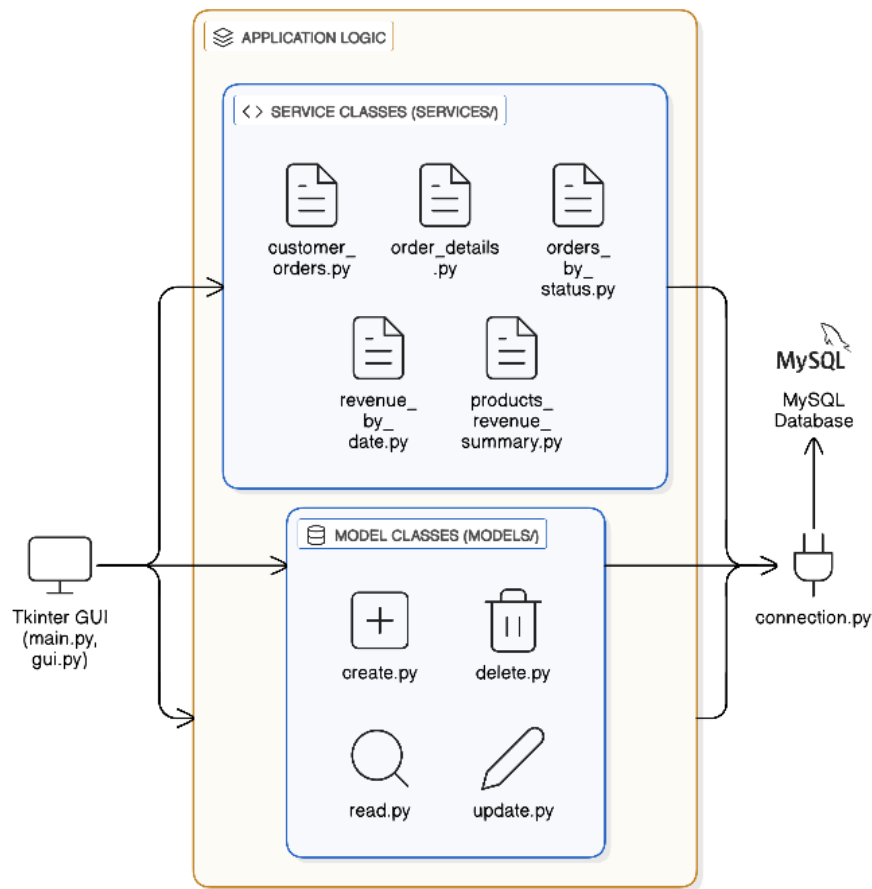 APPLICATION LOGIC
SERVICE CLASSES (SERVICES/)
customer_
orders.py
order_details
.py
orders_
by_
status.py
revenue_
by_
date.py
products_
revenue_
summary.py
MySQL
MySQL
Database
MODEL CLASSES (MODELS/)
Tkinter GUI
(main.py,
gui.py)
create.py
delete.py
read.py
update.py
connection.py